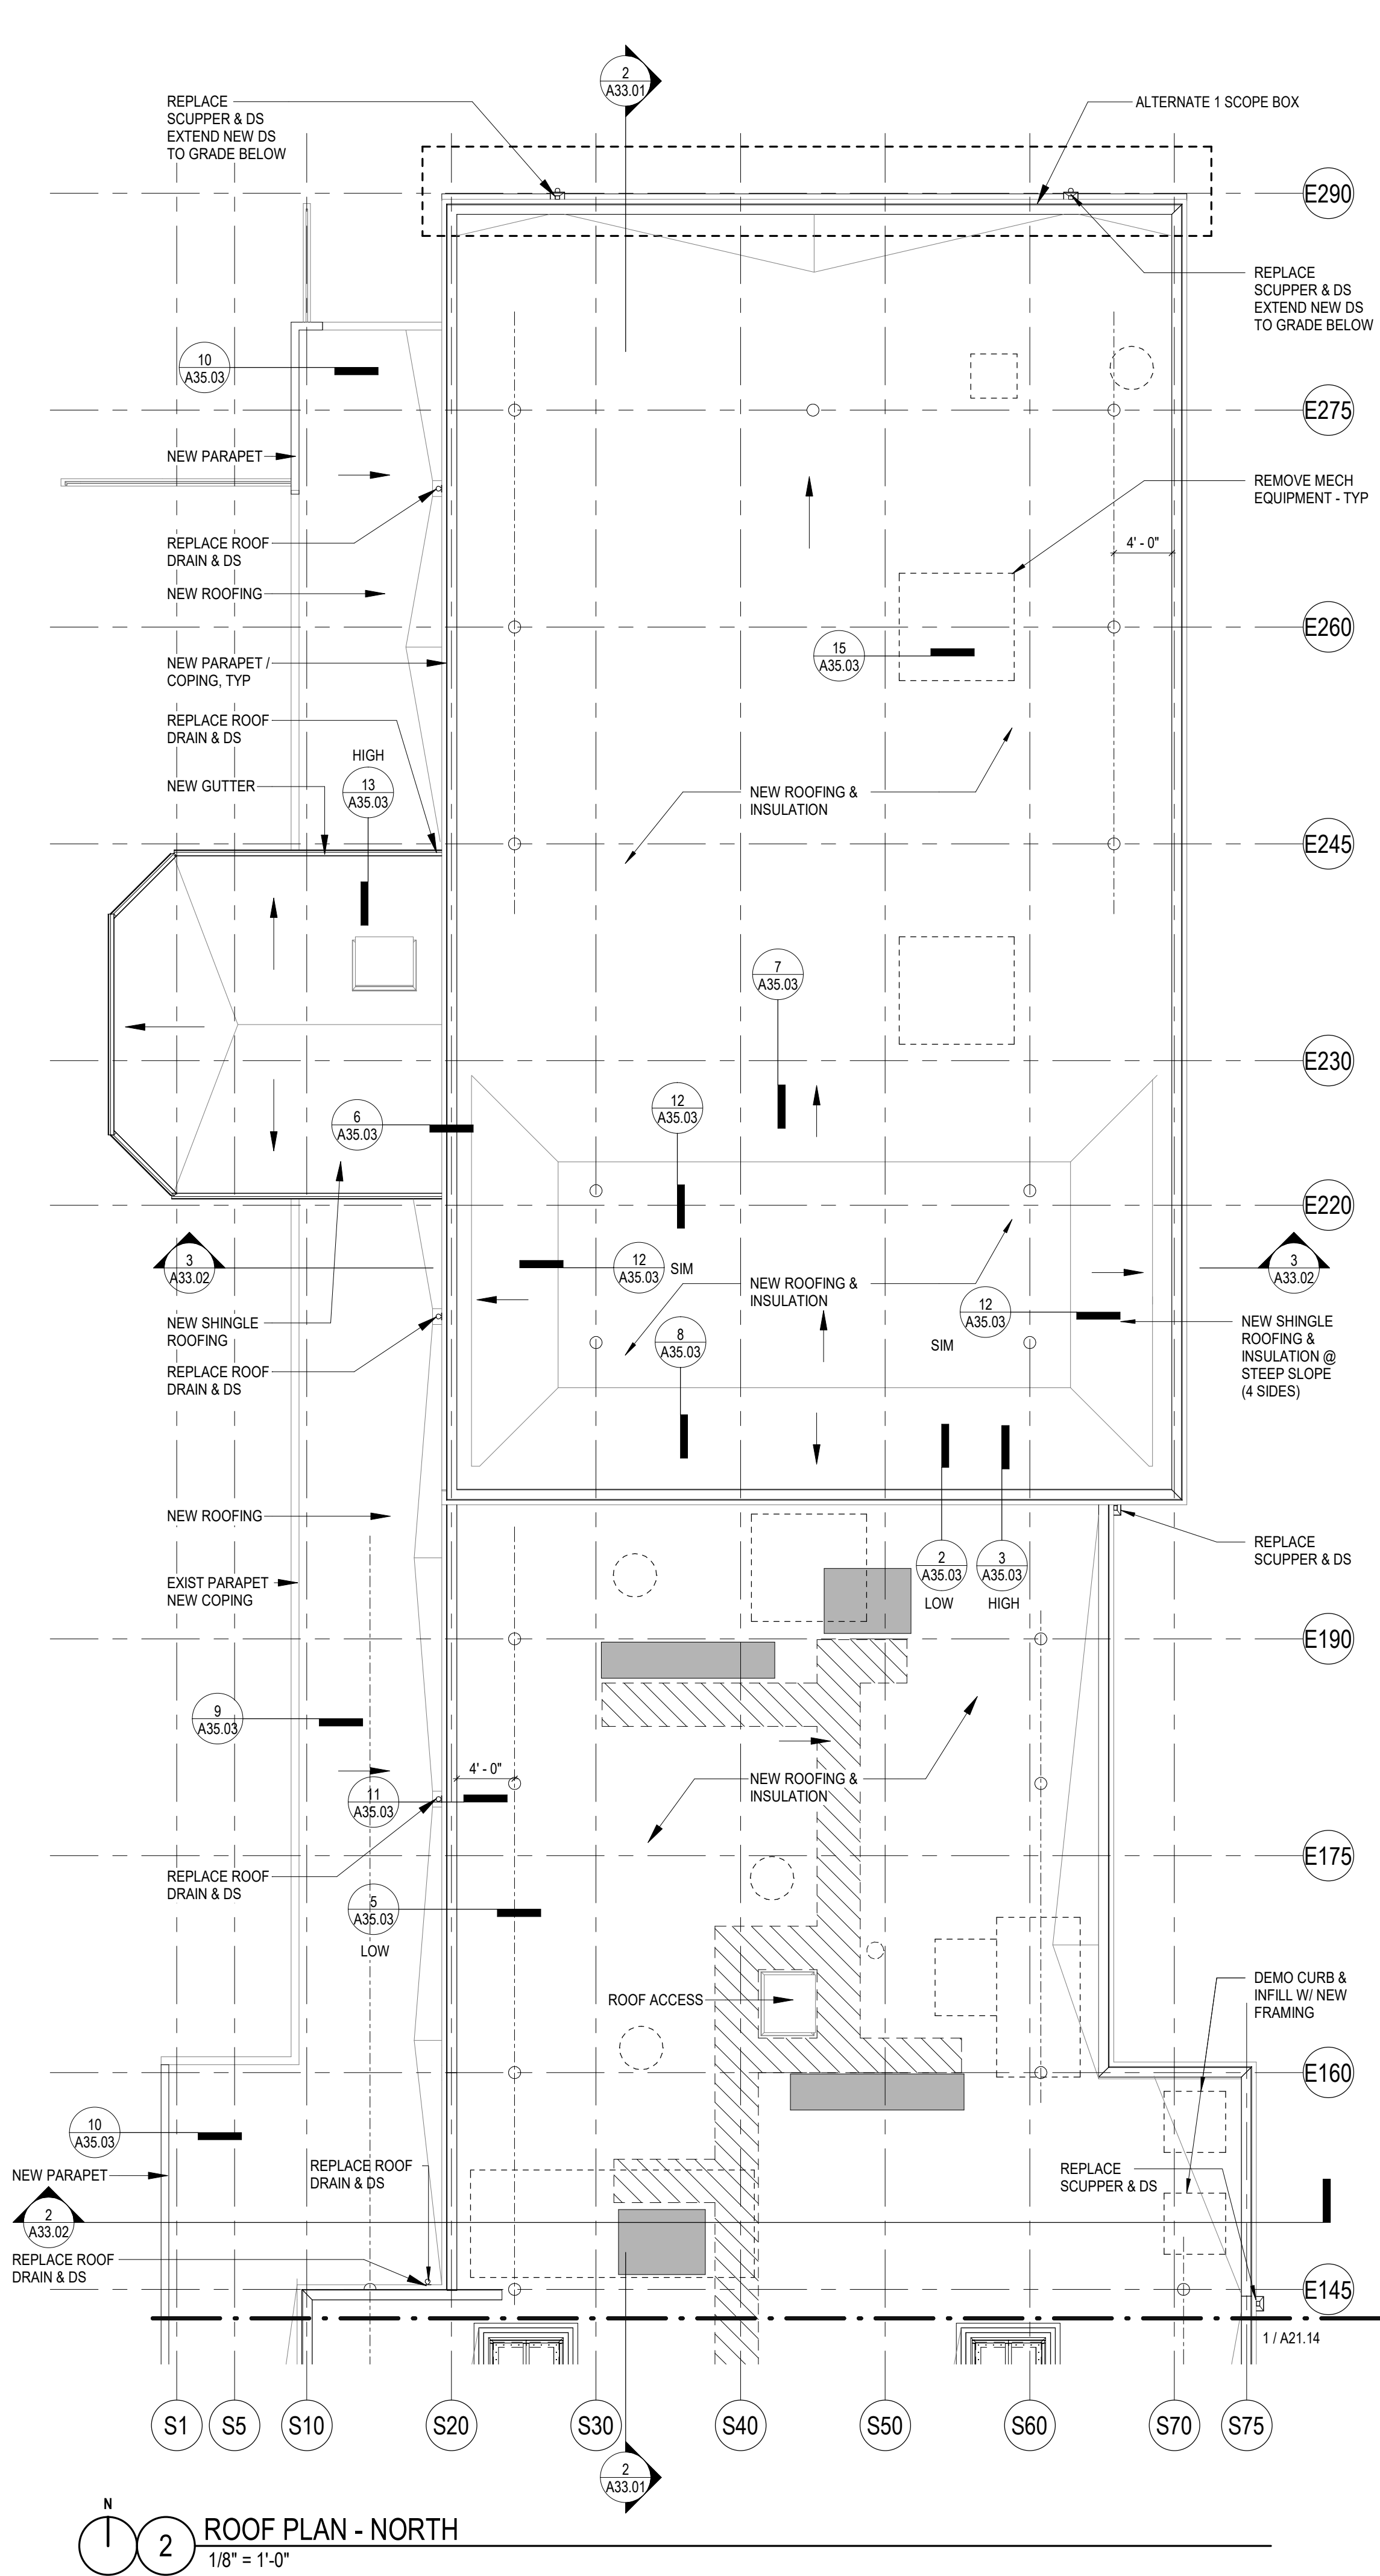 2
A33.01
REPLACE
SCUPPER & DS
EXTEND NEW DS
TO GRADE BELOW
ALTERNATE 1 SCOPE BOX
E290
REPLACE
SCUPPER & DS
EXTEND NEW DS
TO GRADE BELOW
10
A35.03
E275
NEW PARAPET
REMOVE MECH
EQUIPMENT - TYP
REPLACE ROOF
DRAIN & DS
4' - 0"
NEW ROOFING
E260
15
A35.03
NEW PARAPET /
COPING, TYP
REPLACE ROOF
DRAIN & DS
HIGH
13
A35.03
NEW GUTTER
NEW ROOFING &
INSULATION
E245
7
A35.03
E230
12
A35.03
6
A35.03
E220
3
A33.02
12
A35.03
SIM
NEW ROOFING &
INSULATION
3
A33.02
12
A35.03
SIM
NEW SHINGLE
ROOFING
8
A35.03
NEW SHINGLE
ROOFING &
INSULATION @
STEEP SLOPE
(4 SIDES)
REPLACE ROOF
DRAIN & DS
NEW ROOFING
REPLACE
SCUPPER & DS
2
A35.03
LOW
3
A35.03
HIGH
EXIST PARAPET
NEW COPING
E190
9
A35.03
4' - 0"
NEW ROOFING &
INSULATION
11
A35.03
E175
REPLACE ROOF
DRAIN & DS
5
A35.03
LOW
ROOF ACCESS
DEMO CURB &
INFILL W/ NEW
FRAMING
E160
10
A35.03
REPLACE ROOF
DRAIN & DS
REPLACE
SCUPPER & DS
NEW PARAPET
2
A33.02
REPLACE ROOF
DRAIN & DS
E145
1 / A21.14
S1
S5
S10
S20
S30
S40
S50
S60
S70
S75
2
A33.01
N
2
ROOF PLAN - NORTH
1/8" = 1'-0"